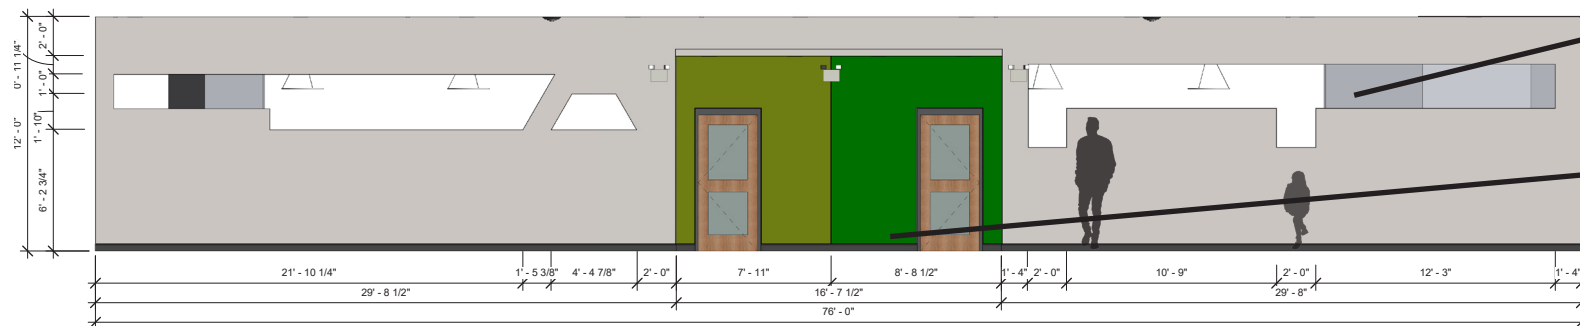 2' - 0"
0' - 11 1/4"
1' - 0"
12' - 0"
1' - 10"
6' - 2 3/4"
21' - 10 1/4" 1' - 5 3/8" 4' - 4 7/8" 2' - 0" 7' - 11" 8' - 8 1/2" 1' - 4" 2' - 0" 10' - 9" 2' - 0" 12' - 3" 1' - 4"
29' - 8 1/2" 16' - 7 1/2" 29' - 8"
76' - 0"